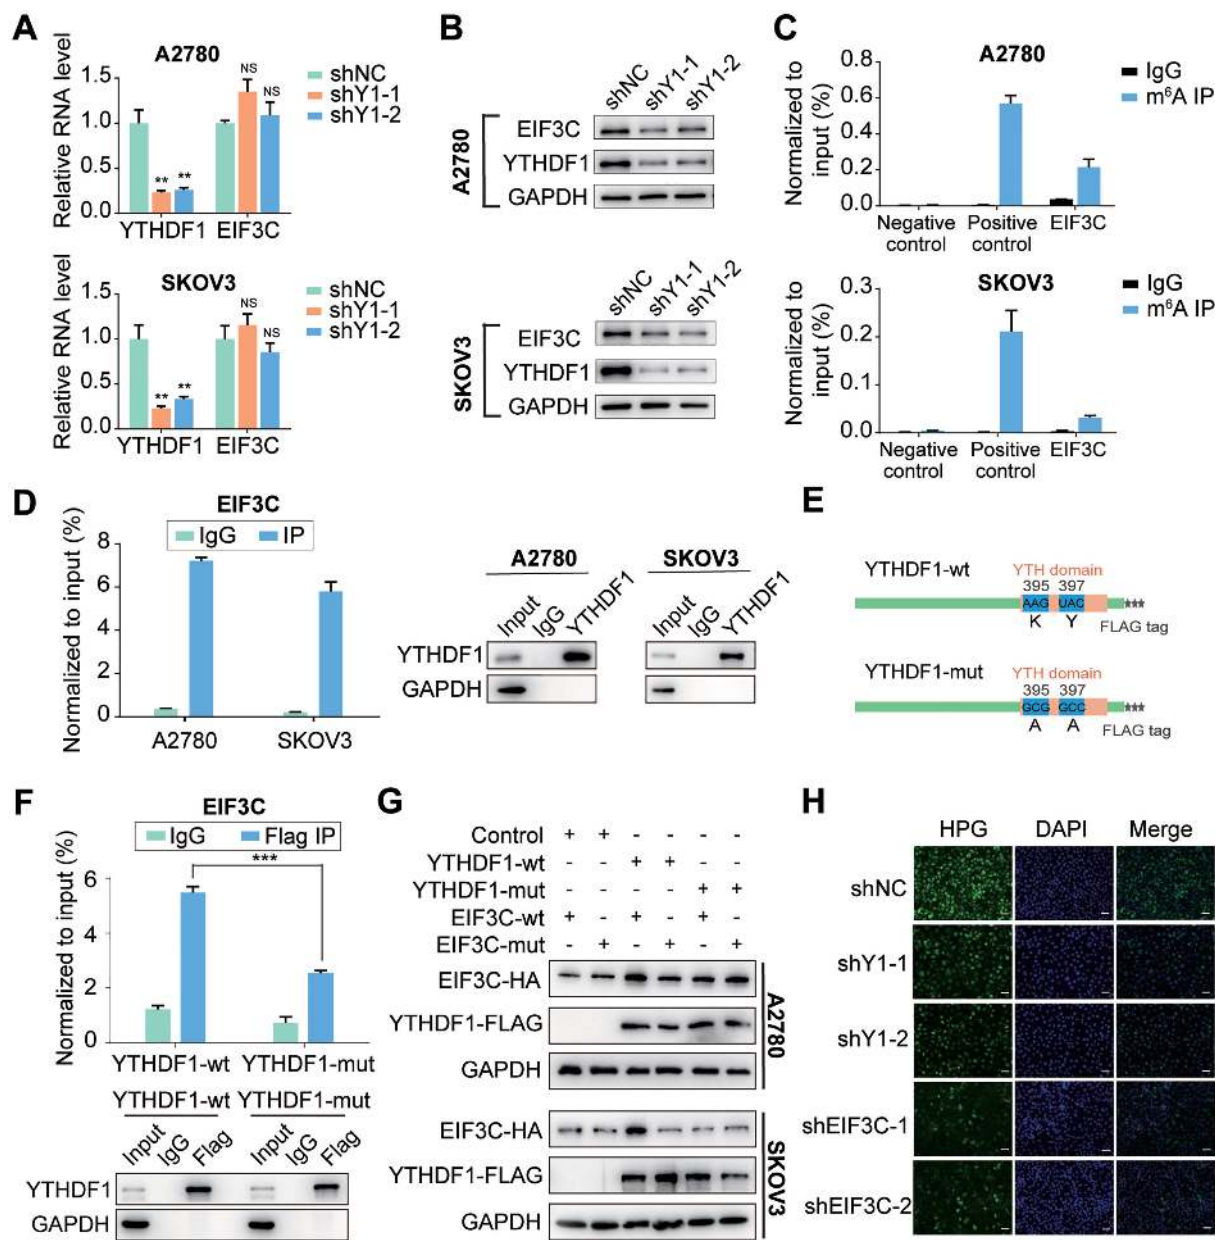 A
A2780
Relative RNA level
1.5
1.0
0.5
0.0
NS
NS
** **
YTHDF1 EIF3C
shNC
shY1-1
shY1-2
SKOV3
Relative RNA level
1.5
1.0
0.5
0.0
NS
NS
** **
YTHDF1 EIF3C
shNC
shY1-1
shY1-2
B
shNC shY1-1 shY1-2
A2780
EIF3C
YTHDF1
GAPDH
shNC shY1-1 shY1-2
SKOV3
EIF3C
YTHDF1
GAPDH
C
A2780
Normalized to
input (%)
0.8
0.6
0.4
0.2
0.0
Negative control
Positive control
EIF3C
IgG
m⁶A IP
SKOV3
Normalized to
input (%)
0.3
0.2
0.1
0.0
Negative control
Positive control
EIF3C
IgG
m⁶A IP
D
EIF3C
IgG IP
Normalized to input (%)
8
6
4
2
0
A2780 SKOV3
A2780 SKOV3
Input IgG YTHDF1 Input IgG YTHDF1
YTHDF1
GAPDH
E
YTHDF1-wt
YTH domain
395 397
AAG UAC
K Y
FLAG tag
YTHDF1-mut
YTH domain
395 397
GCG GCC
A A
FLAG tag
F
EIF3C
IgG Flag IP
Normalized to input (%)
6
4
2
0
***
YTHDF1-wt YTHDF1-mut
YTHDF1-wt YTHDF1-mut
Input IgG Flag Input IgG Flag
YTHDF1
GAPDH
G
Control + + - - - -
YTHDF1-wt - - + + - -
YTHDF1-mut - - - - + +
EIF3C-wt + - + - + -
EIF3C-mut - + - + - +
EIF3C-HA
YTHDF1-FLAG
GAPDH
A2780
EIF3C-HA
YTHDF1-FLAG
GAPDH
SKOV3
H
HPG DAPI Merge
shNC
shY1-1
shY1-2
shEIF3C-1
shEIF3C-2